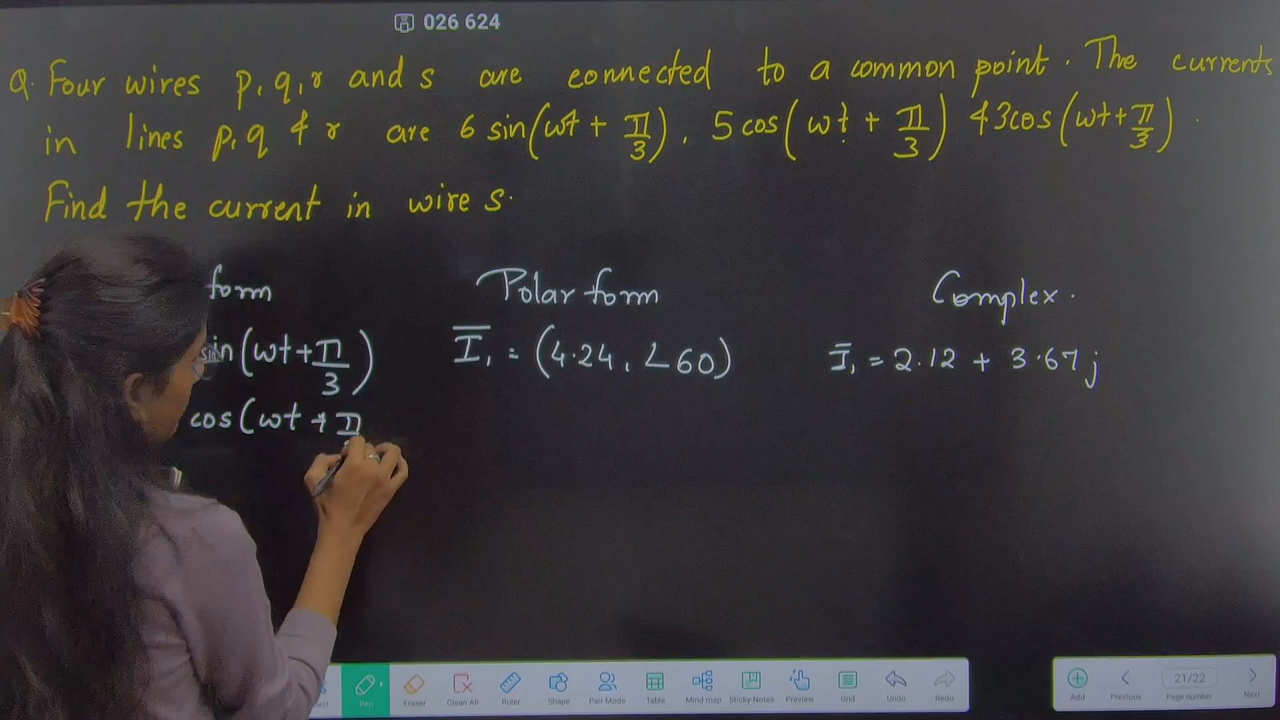 026 624
Q. Four wires p, q, r and s are connected to a common point. The currents
in lines p, q & r are 6 sin(ωt + π/3), 5 cos(ωt + π/3) & 3cos(ωt + π/3).
Find the current in wire s.
form Polar form Complex.
sin(ωt + π/3) Ī₁ = (4.24, ∠60) Ī₁ = 2.12 + 3.67j
cos(ωt + π
Pen Eraser Clean All Ruler Shape Pair Mode Table Mind map Sticky-Notes Preview Grid Undo Redo Add Previous 21/22 Page number Next